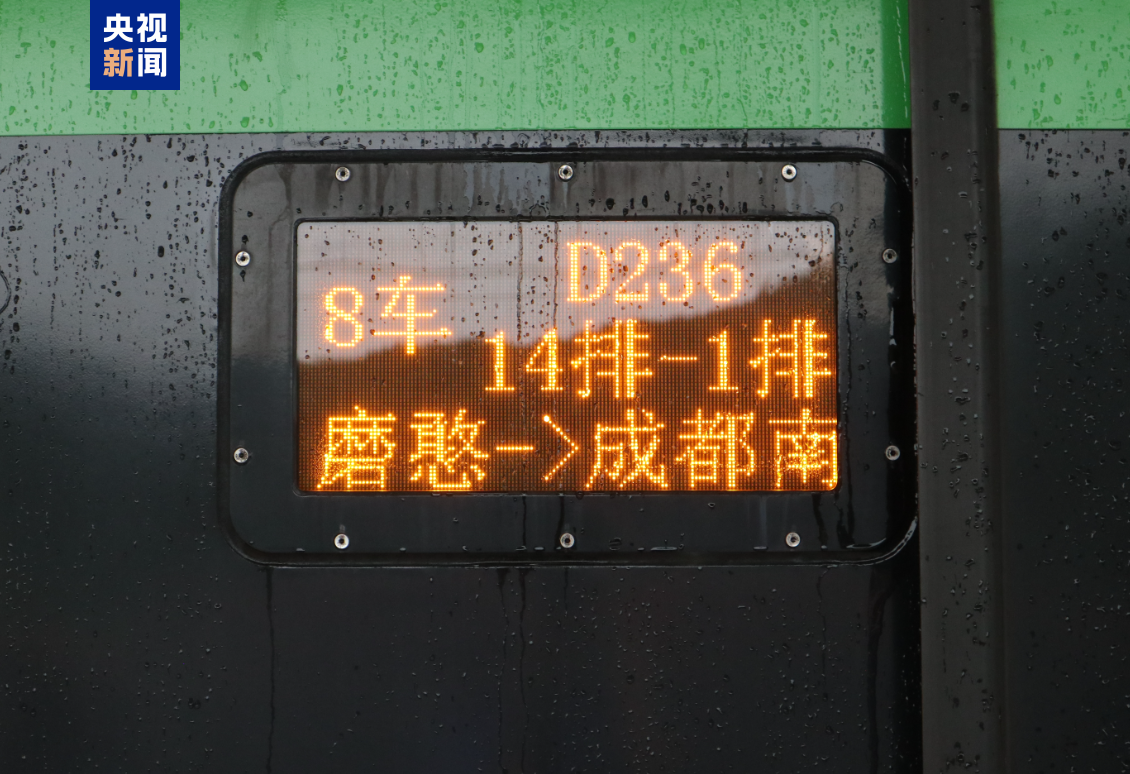 央视
新闻
D236
8车
14排-1排
磨憨->成都南